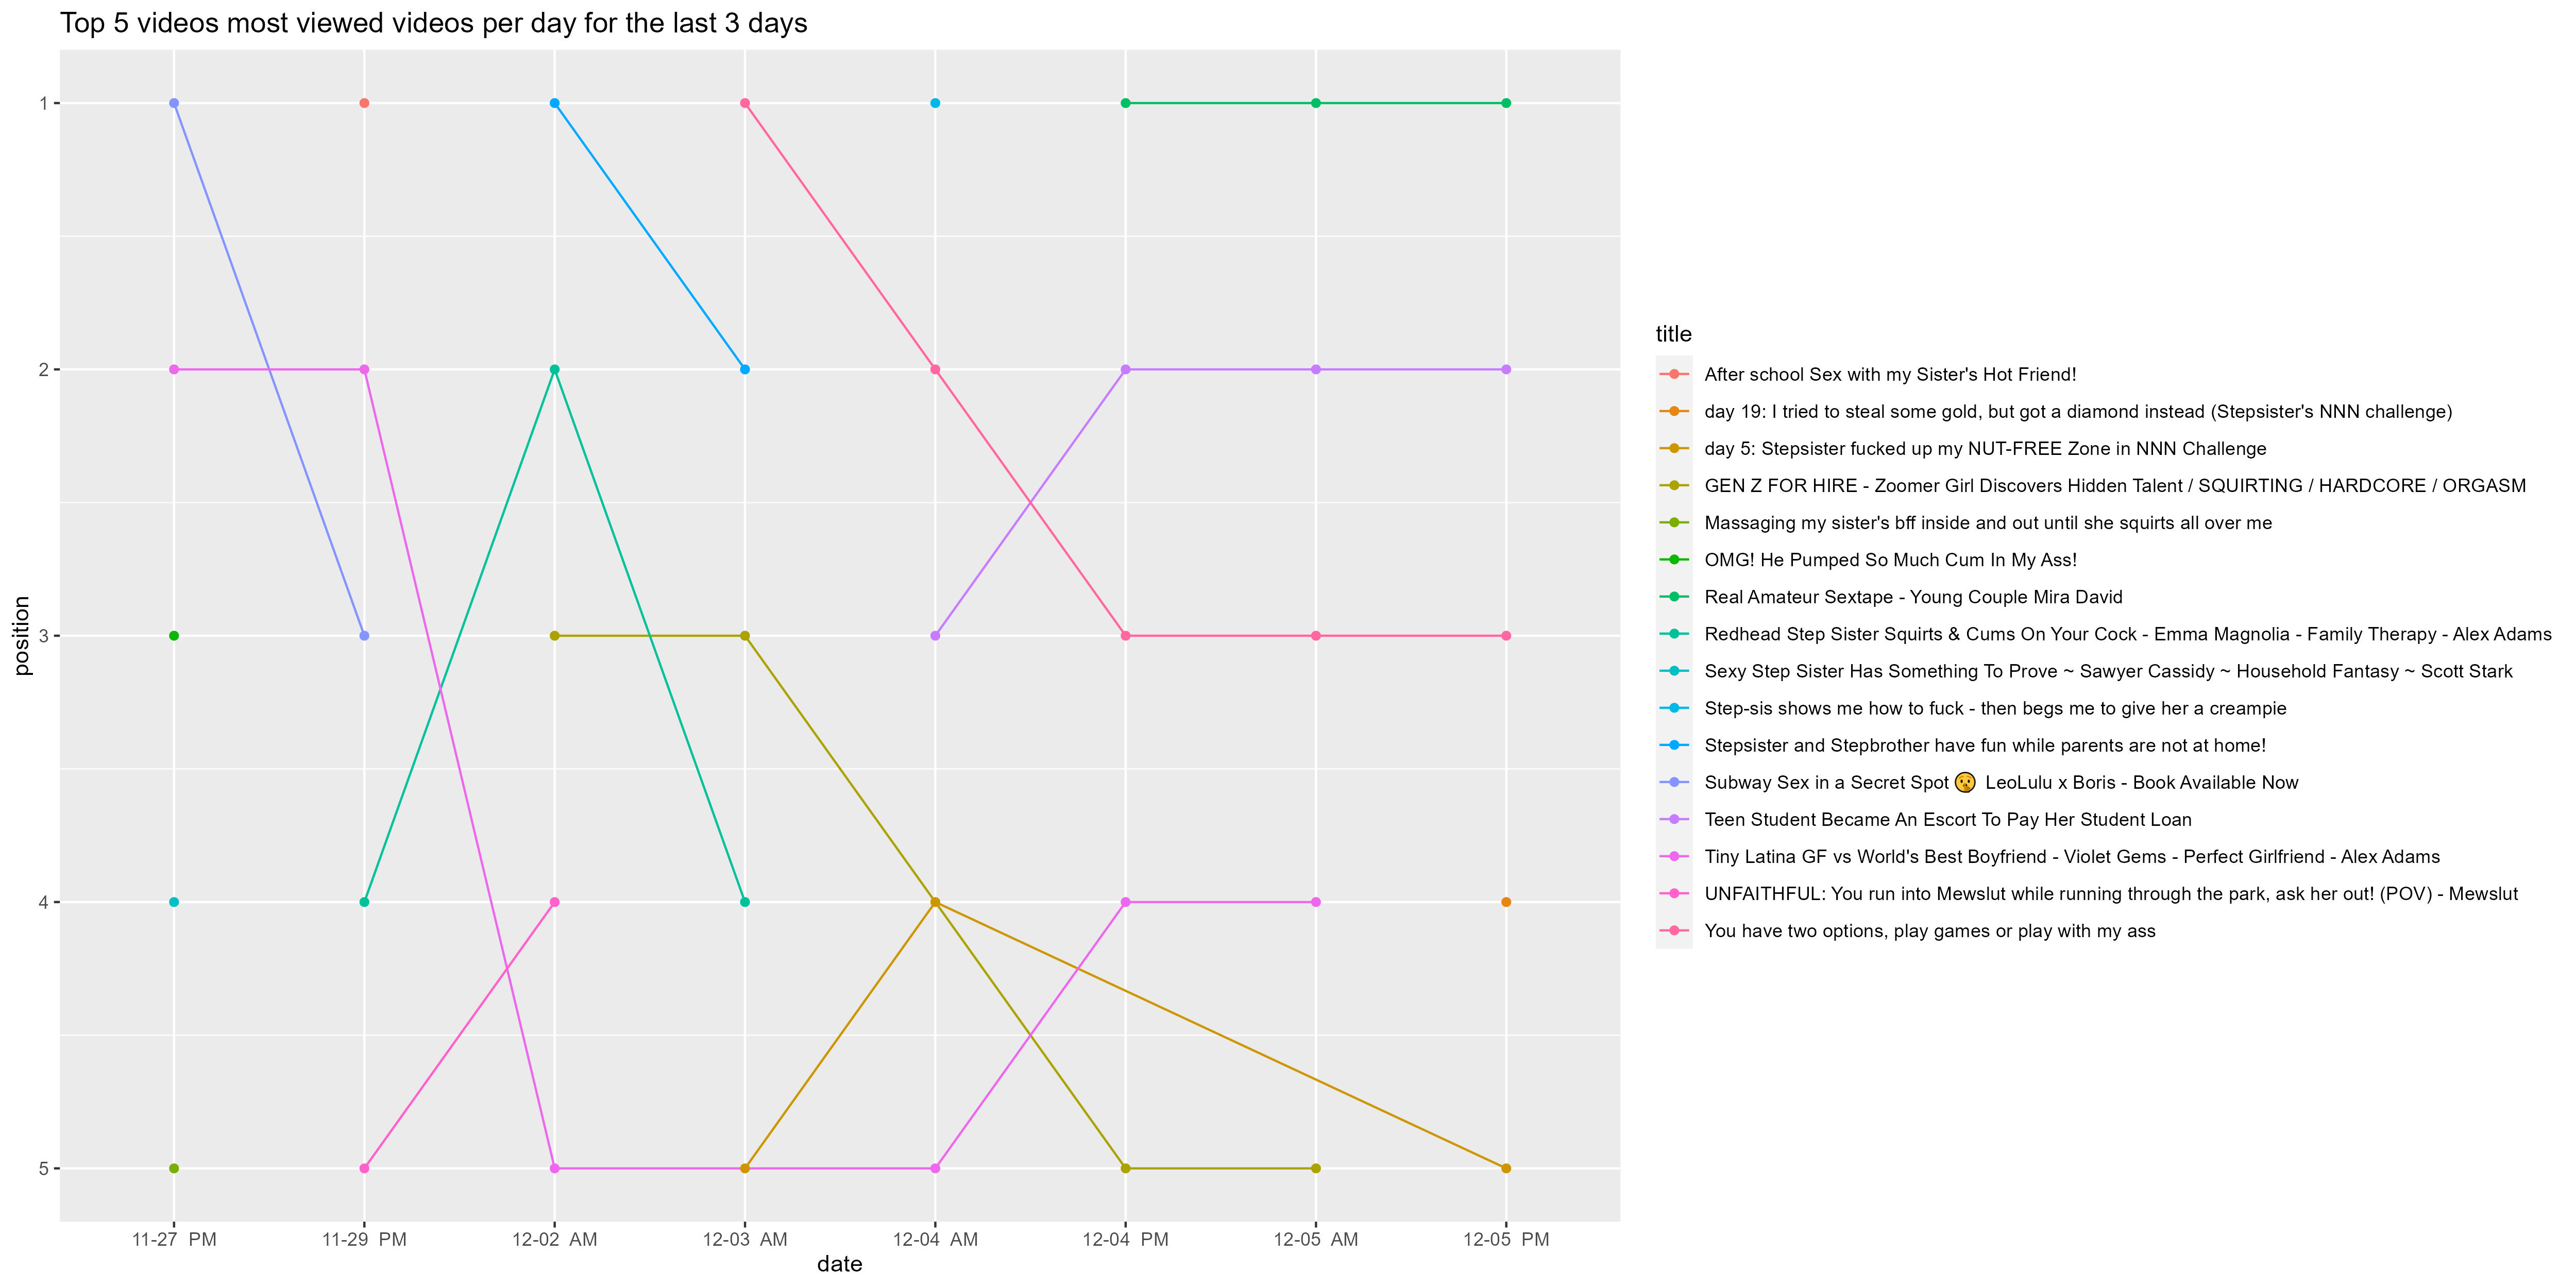 Top 5 videos most viewed videos per day for the last 3 days
position
1
2
3
4
5
11-27 PM
11-29 PM
12-02 AM
12-03 AM
12-04 AM
12-04 PM
12-05 AM
12-05 PM
date
title
After school Sex with my Sister's Hot Friend!
day 19: I tried to steal some gold, but got a diamond instead (Stepsister's NNN challenge)
day 5: Stepsister fucked up my NUT-FREE Zone in NNN Challenge
GEN Z FOR HIRE - Zoomer Girl Discovers Hidden Talent / SQUIRTING / HARDCORE / ORGASM
Massaging my sister's bff inside and out until she squirts all over me
OMG! He Pumped So Much Cum In My Ass!
Real Amateur Sextape - Young Couple Mira David
Redhead Step Sister Squirts & Cums On Your Cock - Emma Magnolia - Family Therapy - Alex Adams
Sexy Step Sister Has Something To Prove ~ Sawyer Cassidy ~ Household Fantasy ~ Scott Stark
Step-sis shows me how to fuck - then begs me to give her a creampie
Stepsister and Stepbrother have fun while parents are not at home!
Subway Sex in a Secret Spot 🤫 LeoLulu x Boris - Book Available Now
Teen Student Became An Escort To Pay Her Student Loan
Tiny Latina GF vs World's Best Boyfriend - Violet Gems - Perfect Girlfriend - Alex Adams
UNFAITHFUL: You run into Mewslut while running through the park, ask her out! (POV) - Mewslut
You have two options, play games or play with my ass